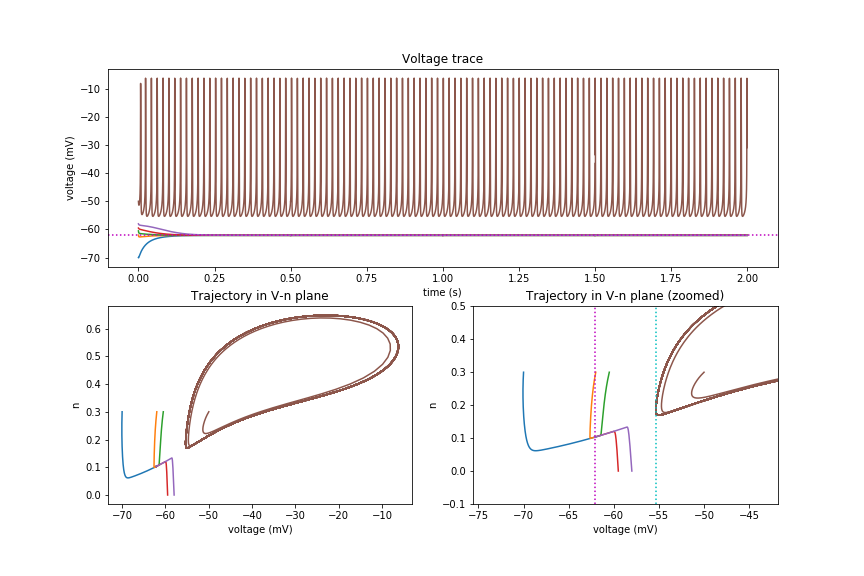 Voltage trace
voltage (mV)
−10
−20
−30
−40
−50
−60
−70
0.00 0.25 0.50 0.75 1.00 1.25 1.50 1.75 2.00
time (s)
Trajectory in V-n plane
n
0.6
0.5
0.4
0.3
0.2
0.1
0.0
−70 −60 −50 −40 −30 −20 −10
voltage (mV)
Trajectory in V-n plane (zoomed)
n
0.5
0.4
0.3
0.2
0.1
0.0
−0.1
−75 −70 −65 −60 −55 −50 −45
voltage (mV)